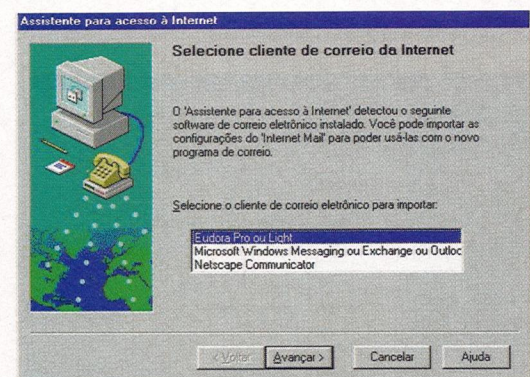 Assistente para acesso à Internet
Selecione cliente de correio da Internet
O 'Assistente para acesso à Internet' detectou o seguinte
software de correio eletrônico instalado. Você pode importar as
configurações do 'Internet Mail' para poder usá-las com o novo
programa de correio.
Selecione o cliente de correio eletrônico para importar:
Eudora Pro ou Light
Microsoft Windows Messaging ou Exchange ou Outloc
Netscape Communicator
< Voltar
Avançar >
Cancelar
Ajuda